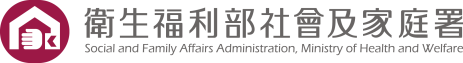 衛生福利部社會及家庭署
Social and Family Affairs Administration, Ministry of Health and Welfare